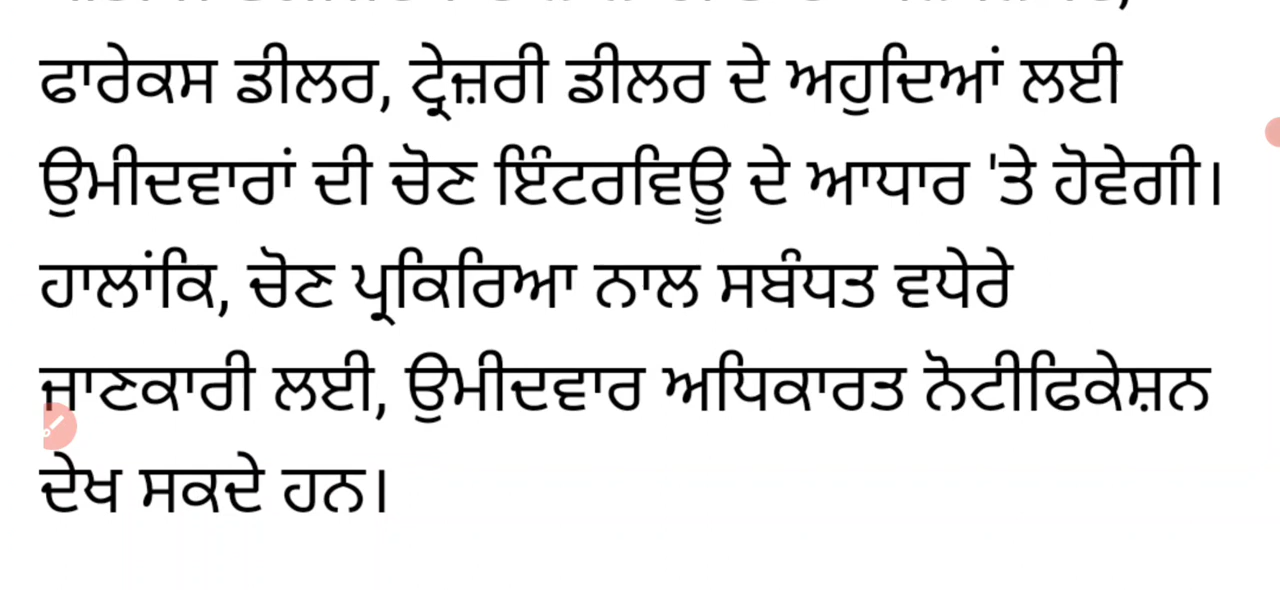 ਫਾਰੇਕਸ ਡੀਲਰ, ਟ੍ਰੇਜ਼ਰੀ ਡੀਲਰ ਦੇ ਅਹੁਦਿਆਂ ਲਈ
ਉਮੀਦਵਾਰਾਂ ਦੀ ਚੋਣ ਇੰਟਰਵਿਊ ਦੇ ਆਧਾਰ 'ਤੇ ਹੋਵੇਗੀ।
ਹਾਲਾਂਕਿ, ਚੋਣ ਪ੍ਰਕਿਰਿਆ ਨਾਲ ਸਬੰਧਤ ਵਧੇਰੇ
ਜਾਣਕਾਰੀ ਲਈ, ਉਮੀਦਵਾਰ ਅਧਿਕਾਰਤ ਨੋਟੀਫਿਕੇਸ਼ਨ
ਦੇਖ ਸਕਦੇ ਹਨ।